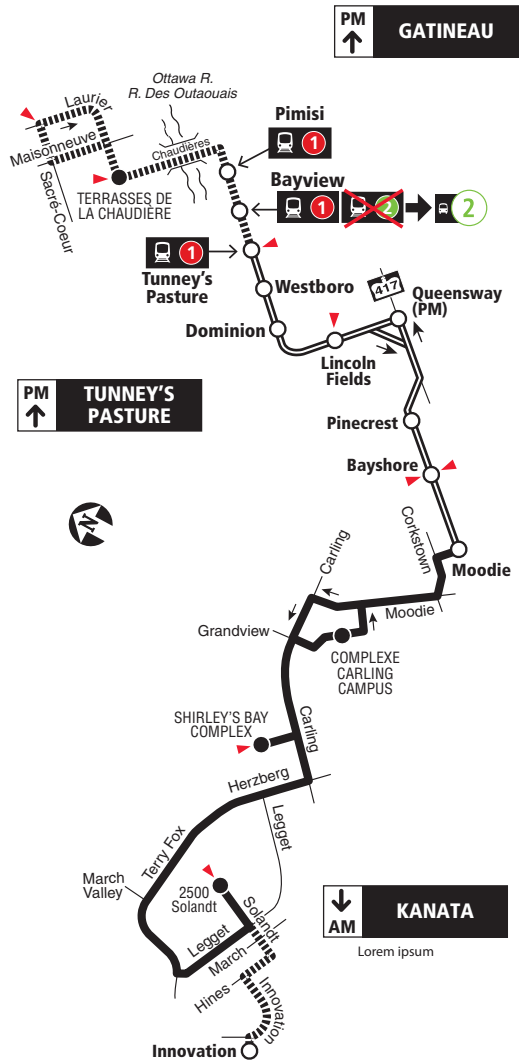 PM
GATINEAU
Ottawa R.
R. Des Outaouais
Laurier
Maisonneuve
Sacré-Coeur
Chaudières
TERRASSES DE
LA CHAUDIÈRE
Pimisi
1
Bayview
1
2
2
1
Tunney's
Pasture
Westboro
417
Queensway
(PM)
Dominion
Lincoln
Fields
PM
TUNNEY'S
PASTURE
Pinecrest
Bayshore
N
Corkstown
Moodie
Carling
Moodie
Grandview
COMPLEXE
CARLING
CAMPUS
SHIRLEY'S BAY
COMPLEX
Carling
Herzberg
Legget
Terry Fox
March
Valley
2500
Solandt
Solandt
Legget
March
AM
KANATA
Lorem ipsum
Hines
Innovation
Innovation